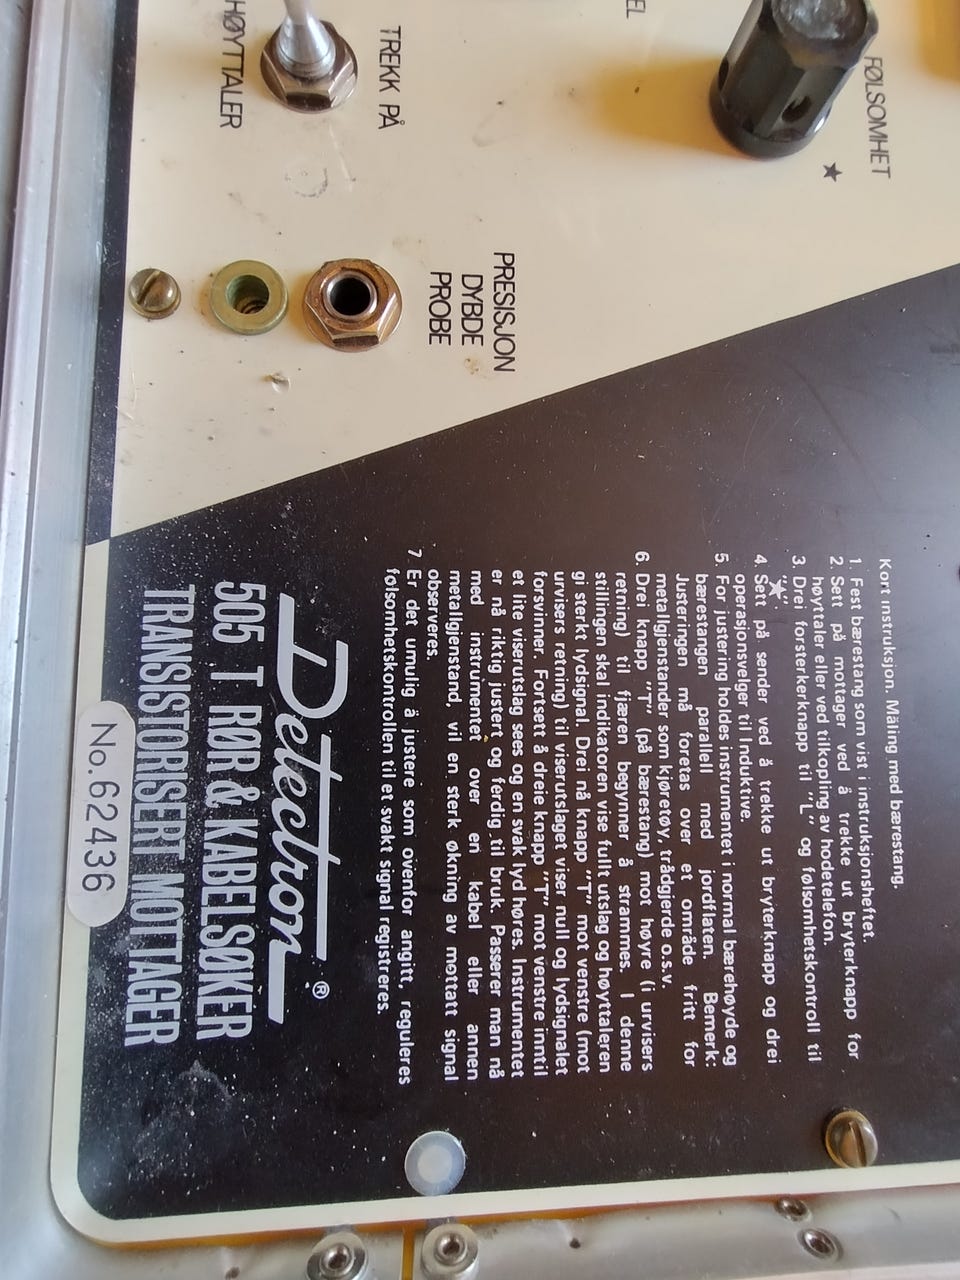 HØYTTALER
TREKK PÅ
EL
FØLSOMHET
★
PRESISJON
DYBDE
PROBE
Kort instruksjon. Måling med bærestang.
1. Fest bærestang som vist i instruksjonsheftet.
2. Sett på mottager ved å trekke ut bryterknapp for
høyttaler eller ved tilkopling av hodetelefon.
3. Drei forsterkerknapp til "L" og følsomhetskontroll til
"★".
4. Sett på sender ved å trekke ut bryterknapp og drei
operasjonsvelger til Induktive.
5. For justering holdes instrumentet i normal bærehøyde og
bærestangen parallell med jordflaten. Bemerk:
Justeringen må foretas over et område fritt for
metallgjenstander som kjøretøy, trådgjerde o.s.v.
6. Drei knapp "T" (på bærestang) mot høyre (i urvisers
retning) til fjæren begynner å strammes. I denne
stillingen skal indikatoren vise fullt utslag og høyttaleren
gi sterkt lydsignal. Drei nå knapp "T" mot venstre (mot
urvisers retning) til viserutslaget viser null og lydsignalet
forsvinner. Fortsett å dreie knapp "T" mot venstre inntil
et lite viserutslag sees og en svak lyd høres. Instrumentet
er nå riktig justert og ferdig til bruk. Passerer man nå
med instrumentet over en kabel eller annen
metallgjenstand, vil en sterk økning av mottatt signal
observeres.
7 Er det umulig å justere som ovenfor angitt, reguleres
følsomhetskontrollen til et svakt signal registreres.
Detectron ®
505 T RØR & KABELSØKER
TRANSISTORISERT MOTTAGER
No. 62436